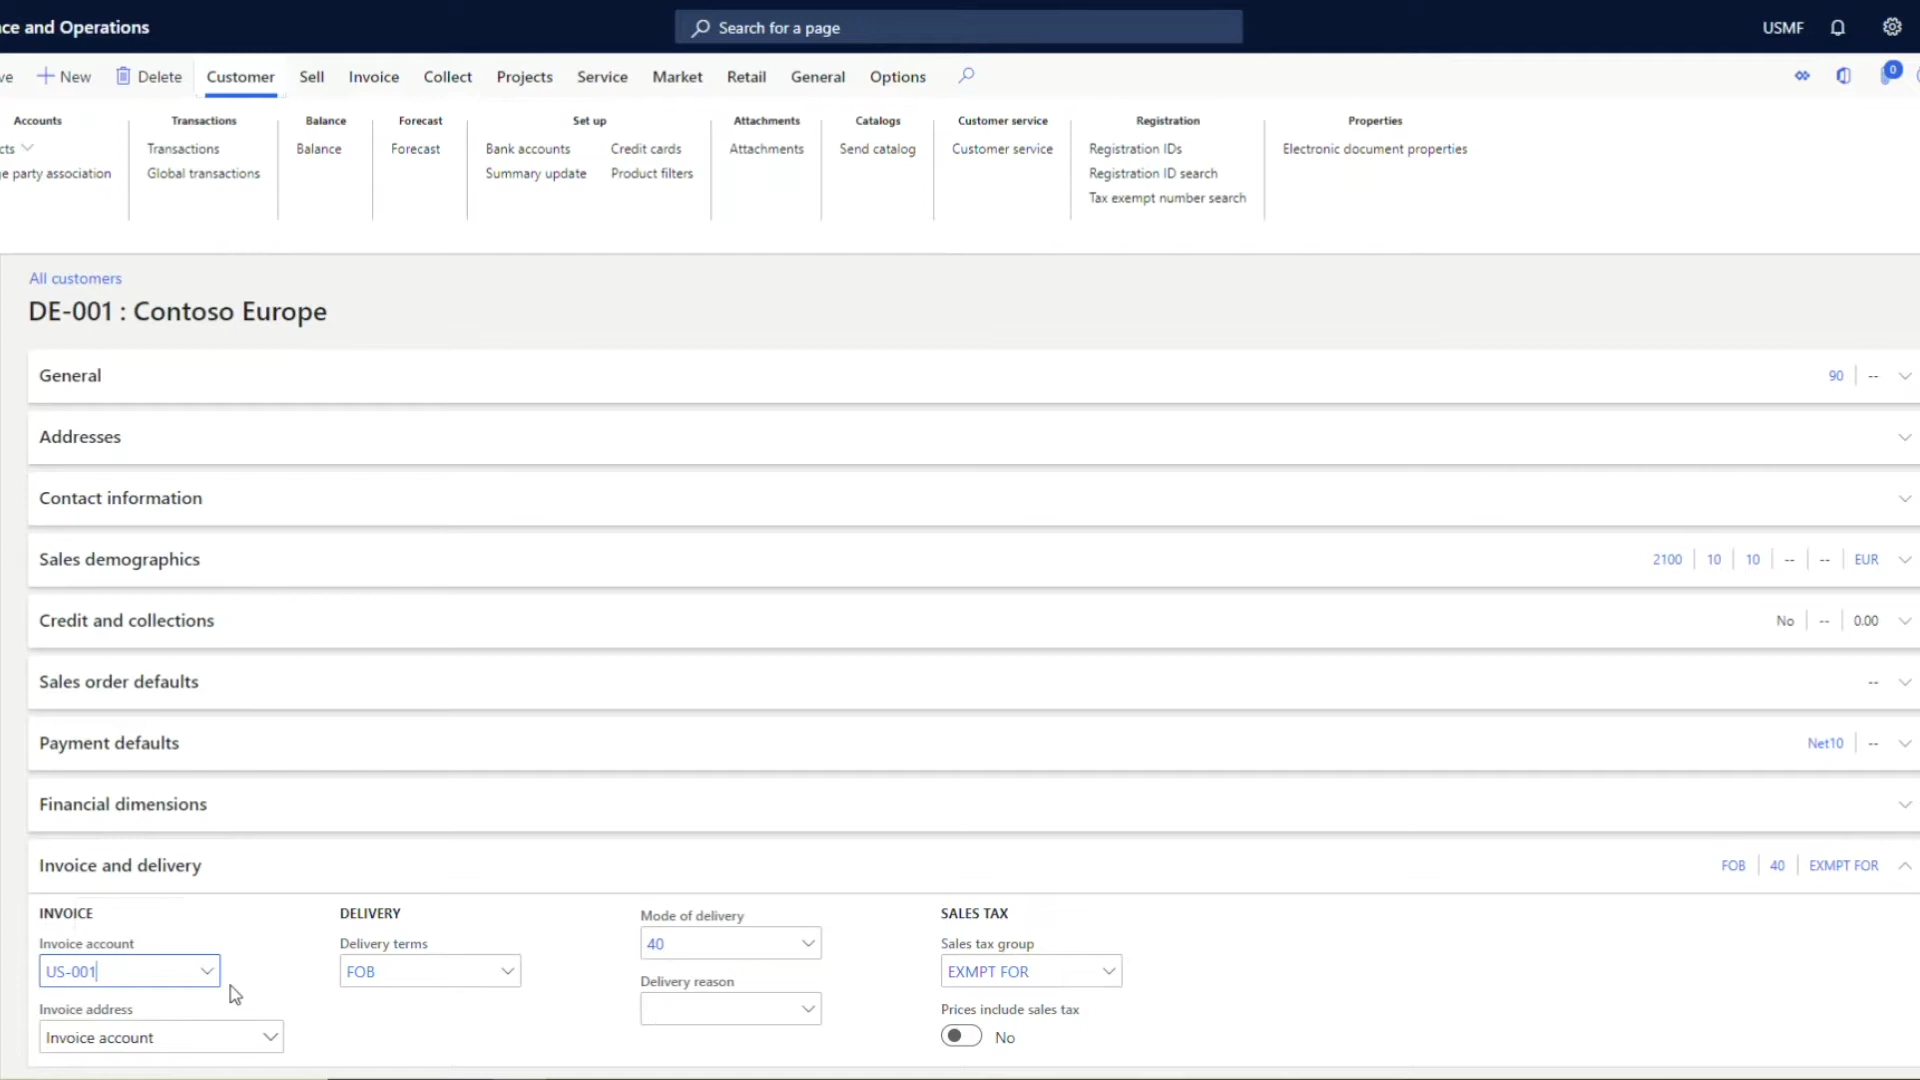 ce and Operations
Search for a page
USMF
ve
New
Delete
Customer
Sell
Invoice
Collect
Projects
Service
Market
Retail
General
Options
0
Accounts
cts
e party association
Transactions
Transactions
Global transactions
Balance
Balance
Forecast
Forecast
Set up
Bank accounts
Summary update
Credit cards
Product filters
Attachments
Attachments
Catalogs
Send catalog
Customer service
Customer service
Registration
Registration IDs
Registration ID search
Tax exempt number search
Properties
Electronic document properties
All customers
DE-001 : Contoso Europe
General
90 | --
Addresses
Contact information
Sales demographics
2100 | 10 | 10 | -- | -- | EUR
Credit and collections
No | -- | 0.00
Sales order defaults
--
Payment defaults
Net10 | --
Financial dimensions
Invoice and delivery
FOB | 40 | EXMPT FOR
INVOICE
Invoice account
US-001
Invoice address
Invoice account
DELIVERY
Delivery terms
FOB
Mode of delivery
40
Delivery reason
SALES TAX
Sales tax group
EXMPT FOR
Prices include sales tax
No